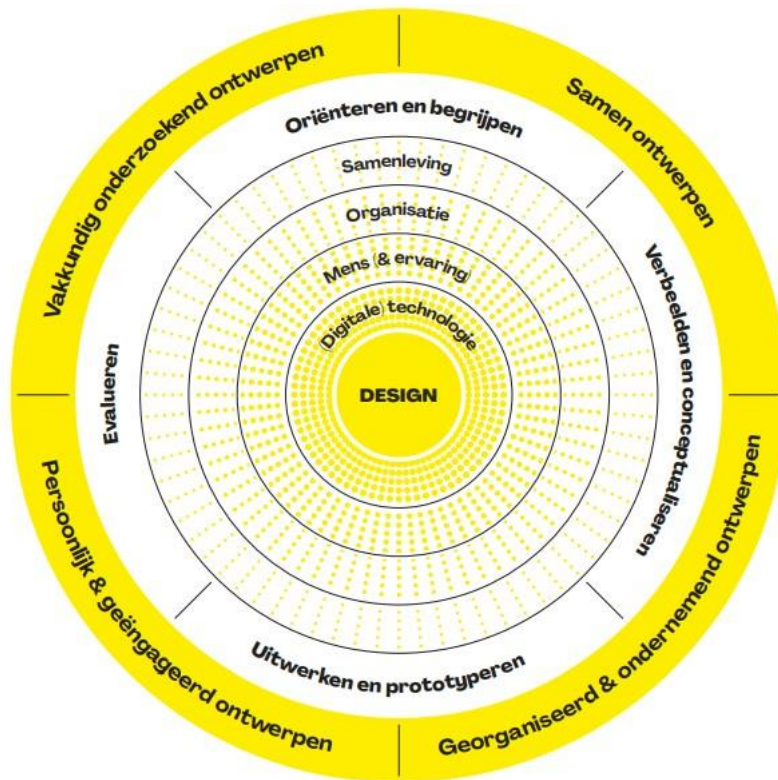 Vakkundig onderzoekend ontwerpen
Samen ontwerpen
Oriënteren en begrijpen
Samenleving
Organisatie
Mens (& ervaring)
(Digitale) technologie
DESIGN
Evalueren
Verbeelden en conceptualiseren
Uitwerken en prototyperen
Persoonlijk & geëngageerd ontwerpen
Georganiseerd & ondernemend ontwerpen